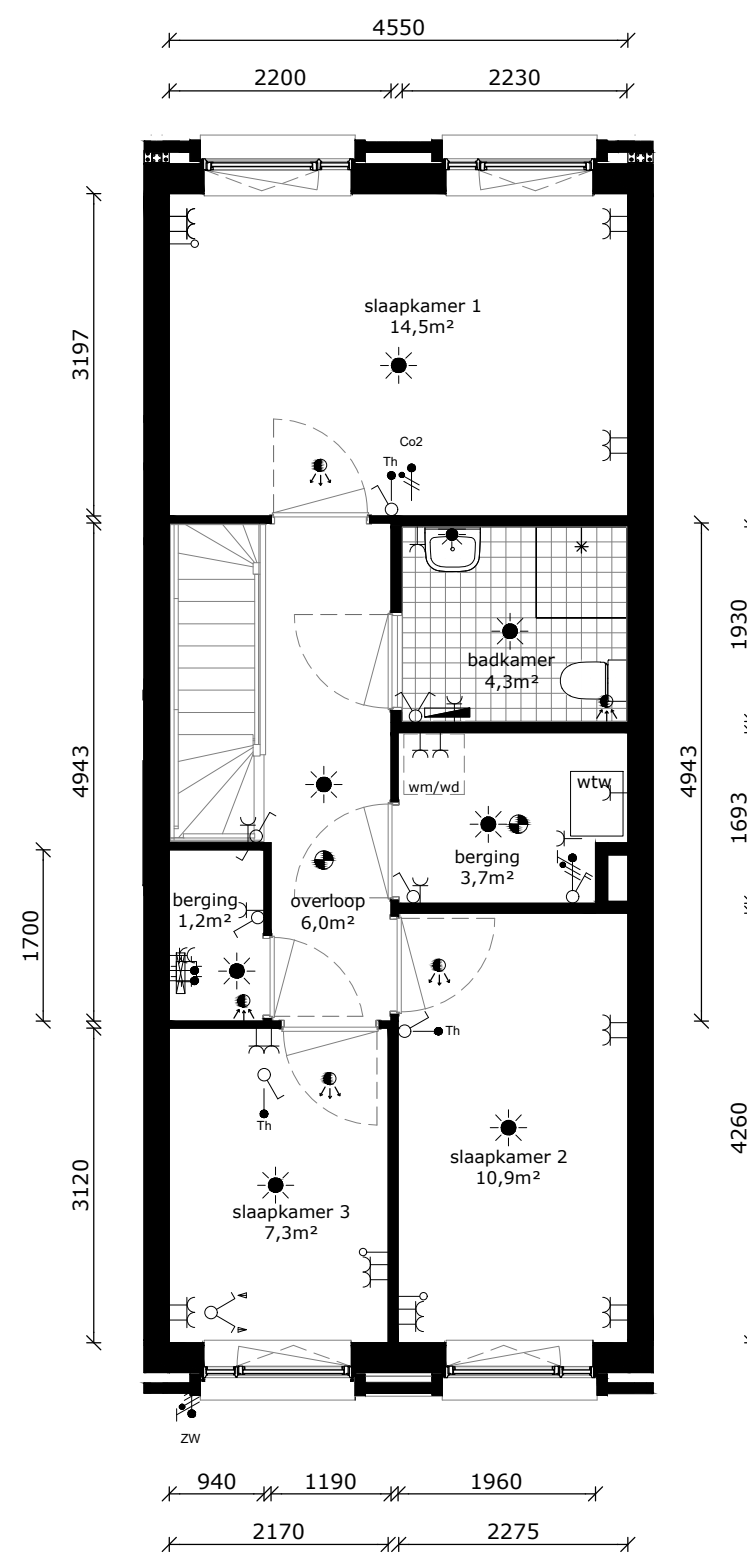 4550
2200
2230
3197
slaapkamer 1
14,5m²
Co2
Th
1930
badkamer
4,3m²
4943
4943
wm/wd
wtw
1693
berging
3,7m²
berging
1,2m²
overloop
6,0m²
1700
Th
4260
Th
slaapkamer 2
10,9m²
3120
slaapkamer 3
7,3m²
ZW
940
1190
1960
2170
2275